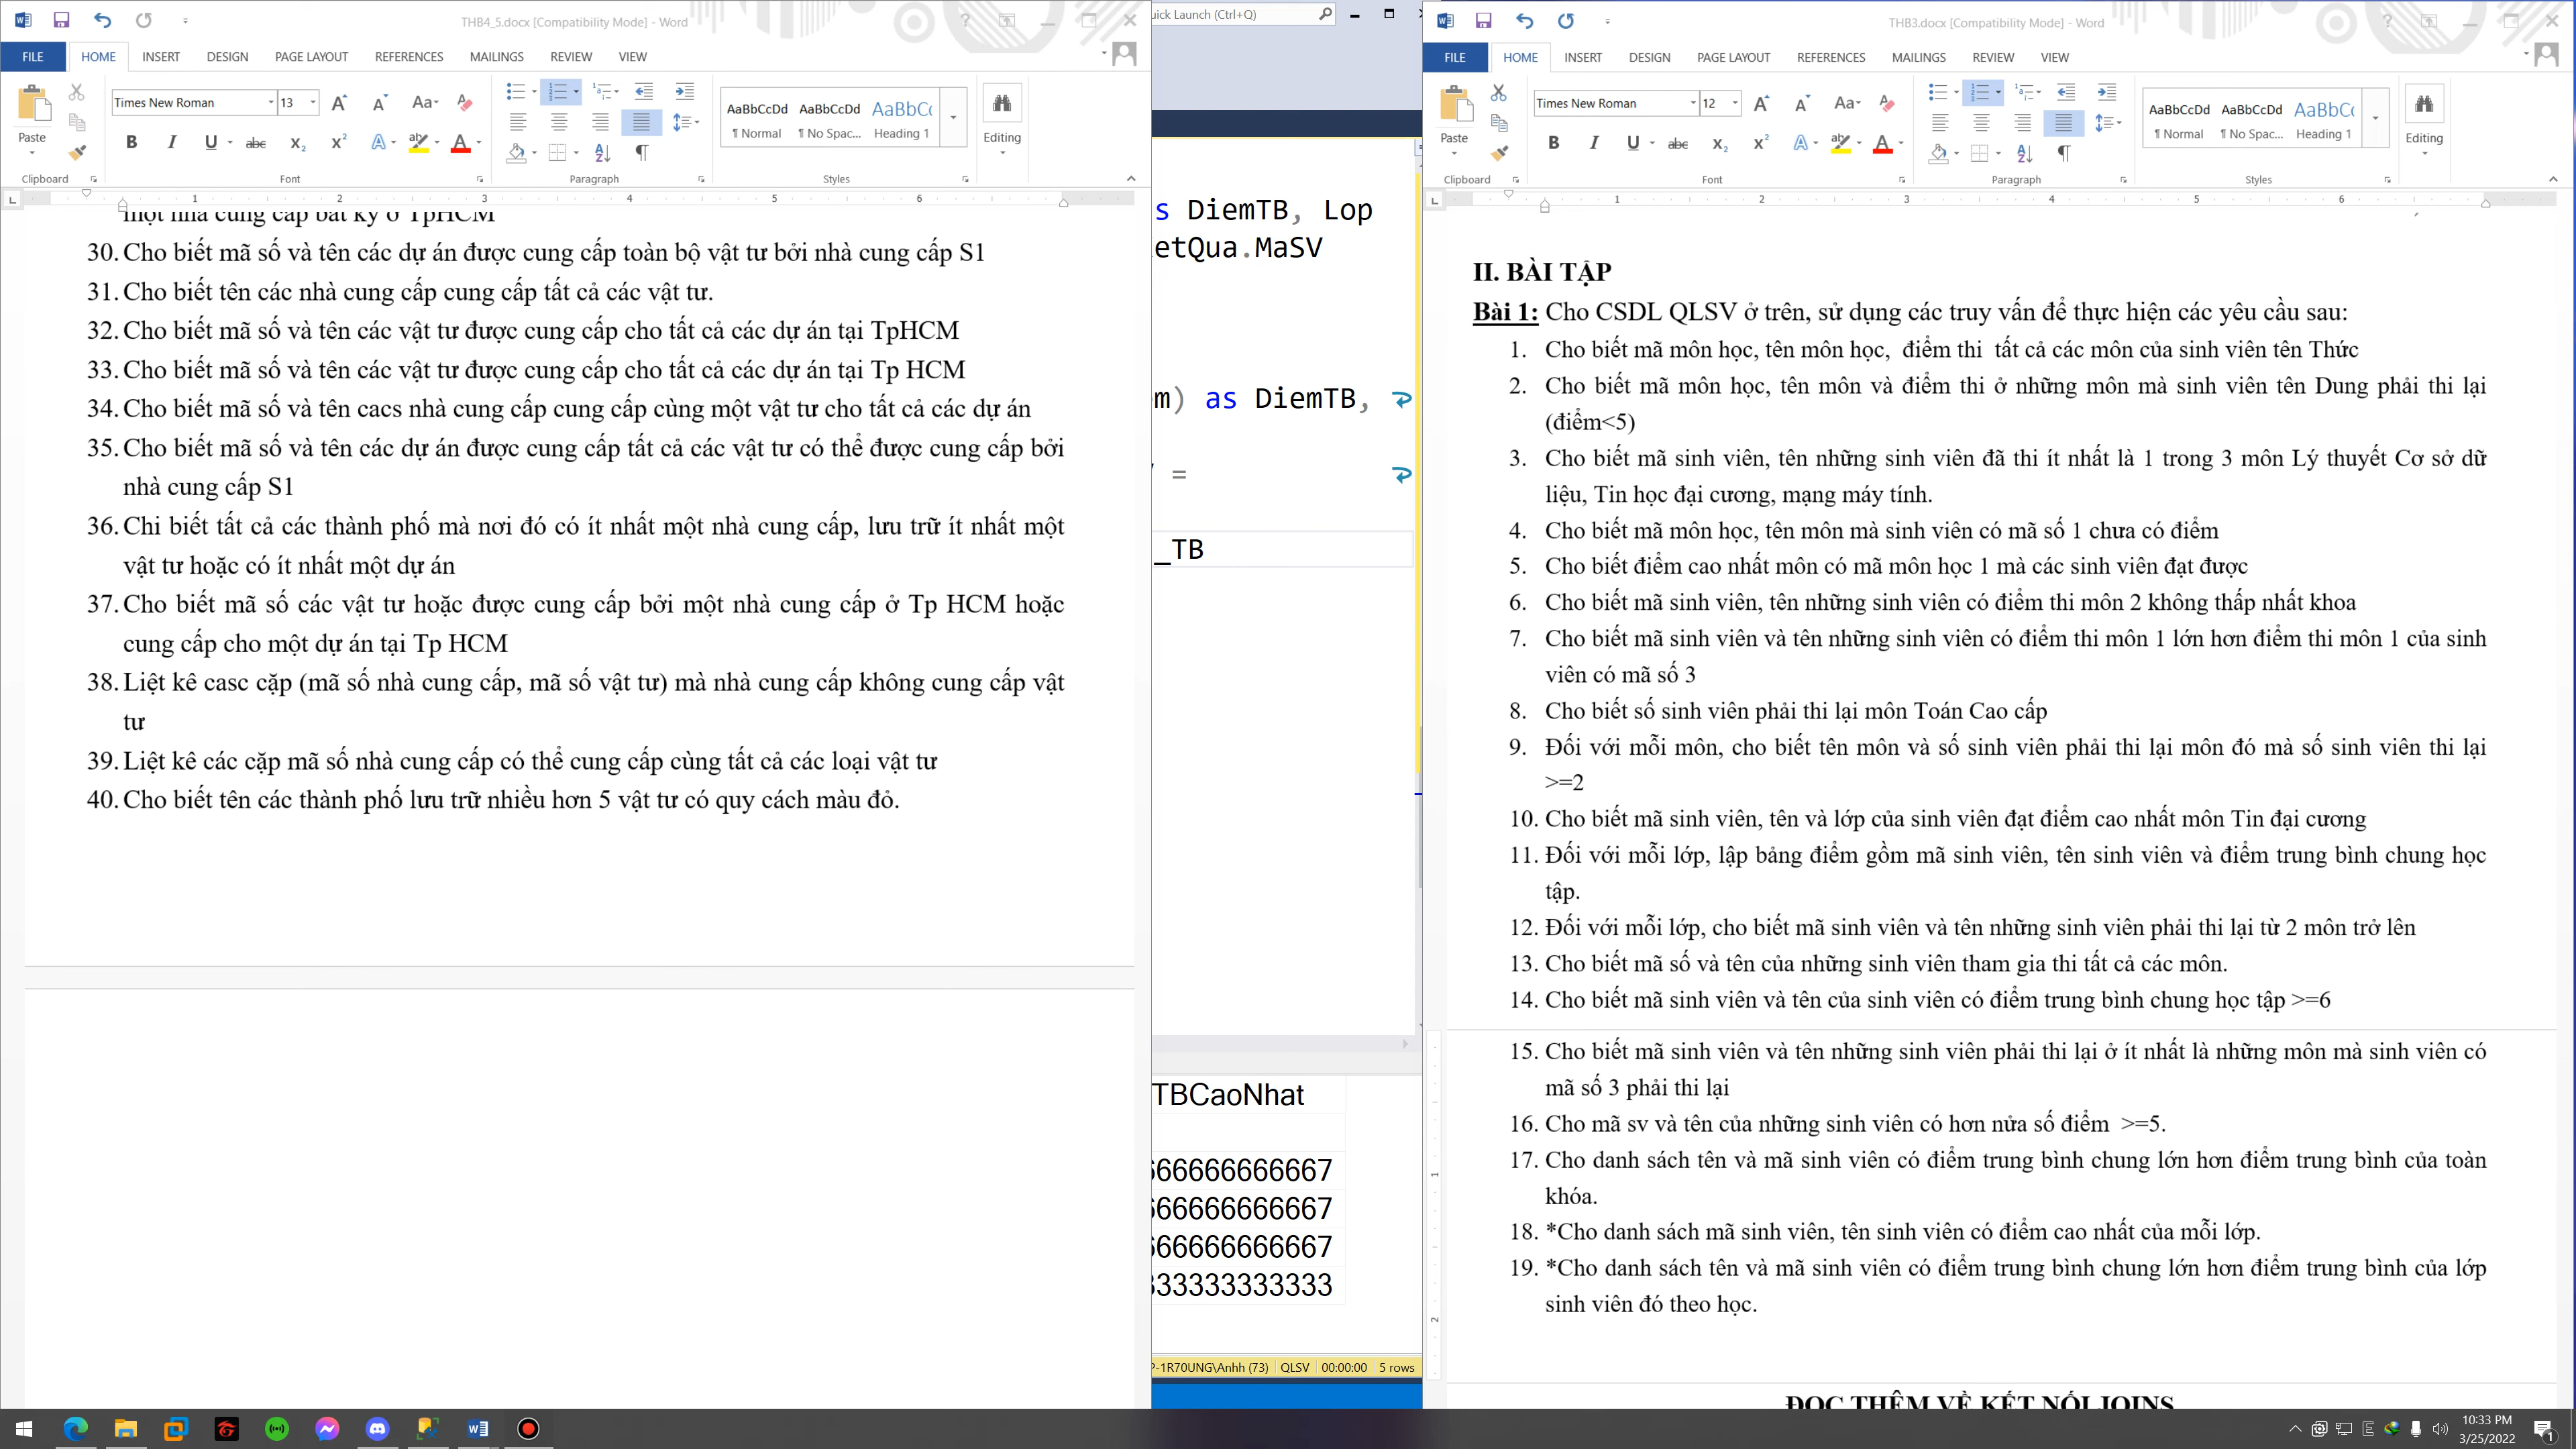 THB4_5.docx [Compatibility Mode] - Word
FILE HOME INSERT DESIGN PAGE LAYOUT REFERENCES MAILINGS REVIEW VIEW
Paste
Times New Roman 13
AaBbCcDd AaBbCcDd AaBbCc
¶ Normal ¶ No Spac... Heading 1
Editing
Clipboard Font Paragraph Styles
một nhà cung cấp bất kỳ ở TpHCM
30. Cho biết mã số và tên các dự án được cung cấp toàn bộ vật tư bởi nhà cung cấp S1
31. Cho biết tên các nhà cung cấp cung cấp tất cả các vật tư.
32. Cho biết mã số và tên các vật tư được cung cấp cho tất cả các dự án tại TpHCM
33. Cho biết mã số và tên các vật tư được cung cấp cho tất cả các dự án tại Tp HCM
34. Cho biết mã số và tên cacs nhà cung cấp cung cấp cùng một vật tư cho tất cả các dự án
35. Cho biết mã số và tên các dự án được cung cấp tất cả các vật tư có thể được cung cấp bởi
nhà cung cấp S1
36. Chi biết tất cả các thành phố mà nơi đó có ít nhất một nhà cung cấp, lưu trữ ít nhất một
vật tư hoặc có ít nhất một dự án
37. Cho biết mã số các vật tư hoặc được cung cấp bởi một nhà cung cấp ở Tp HCM hoặc
cung cấp cho một dự án tại Tp HCM
38. Liệt kê casc cặp (mã số nhà cung cấp, mã số vật tư) mà nhà cung cấp không cung cấp vật
tư
39. Liệt kê các cặp mã số nhà cung cấp có thể cung cấp cùng tất cả các loại vật tư
40. Cho biết tên các thành phố lưu trữ nhiều hơn 5 vật tư có quy cách màu đỏ.
uick Launch (Ctrl+Q)
s DiemTB, Lop
etQua.MaSV
m) as DiemTB,
=
_TB
TBCaoNhat
666666666667
666666666667
666666666667
333333333333
P-1R70UNG\Anhh (73) QLSV 00:00:00 5 rows
THB3.docx [Compatibility Mode] - Word
FILE HOME INSERT DESIGN PAGE LAYOUT REFERENCES MAILINGS REVIEW VIEW
Paste
Times New Roman 12
AaBbCcDd AaBbCcDd AaBbCc
¶ Normal ¶ No Spac... Heading 1
Editing
Clipboard Font Paragraph Styles
II. BÀI TẬP
Bài 1: Cho CSDL QLSV ở trên, sử dụng các truy vấn để thực hiện các yêu cầu sau:
1. Cho biết mã môn học, tên môn học, điểm thi tất cả các môn của sinh viên tên Thức
2. Cho biết mã môn học, tên môn và điểm thi ở những môn mà sinh viên tên Dung phải thi lại
(điểm<5)
3. Cho biết mã sinh viên, tên những sinh viên đã thi ít nhất là 1 trong 3 môn Lý thuyết Cơ sở dữ
liệu, Tin học đại cương, mạng máy tính.
4. Cho biết mã môn học, tên môn mà sinh viên có mã số 1 chưa có điểm
5. Cho biết điểm cao nhất môn có mã môn học 1 mà các sinh viên đạt được
6. Cho biết mã sinh viên, tên những sinh viên có điểm thi môn 2 không thấp nhất khoa
7. Cho biết mã sinh viên và tên những sinh viên có điểm thi môn 1 lớn hơn điểm thi môn 1 của sinh
viên có mã số 3
8. Cho biết số sinh viên phải thi lại môn Toán Cao cấp
9. Đối với mỗi môn, cho biết tên môn và số sinh viên phải thi lại môn đó mà số sinh viên thi lại
>=2
10. Cho biết mã sinh viên, tên và lớp của sinh viên đạt điểm cao nhất môn Tin đại cương
11. Đối với mỗi lớp, lập bảng điểm gồm mã sinh viên, tên sinh viên và điểm trung bình chung học
tập.
12. Đối với mỗi lớp, cho biết mã sinh viên và tên những sinh viên phải thi lại từ 2 môn trở lên
13. Cho biết mã số và tên của những sinh viên tham gia thi tất cả các môn.
14. Cho biết mã sinh viên và tên của sinh viên có điểm trung bình chung học tập >=6
15. Cho biết mã sinh viên và tên những sinh viên phải thi lại ở ít nhất là những môn mà sinh viên có
mã số 3 phải thi lại
16. Cho mã sv và tên của những sinh viên có hơn nửa số điểm >=5.
17. Cho danh sách tên và mã sinh viên có điểm trung bình chung lớn hơn điểm trung bình của toàn
khóa.
18. *Cho danh sách mã sinh viên, tên sinh viên có điểm cao nhất của mỗi lớp.
19. *Cho danh sách tên và mã sinh viên có điểm trung bình chung lớn hơn điểm trung bình của lớp
sinh viên đó theo học.
ĐỌC THÊM VỀ KẾT NỐI JOINS
10:33 PM
3/25/2022